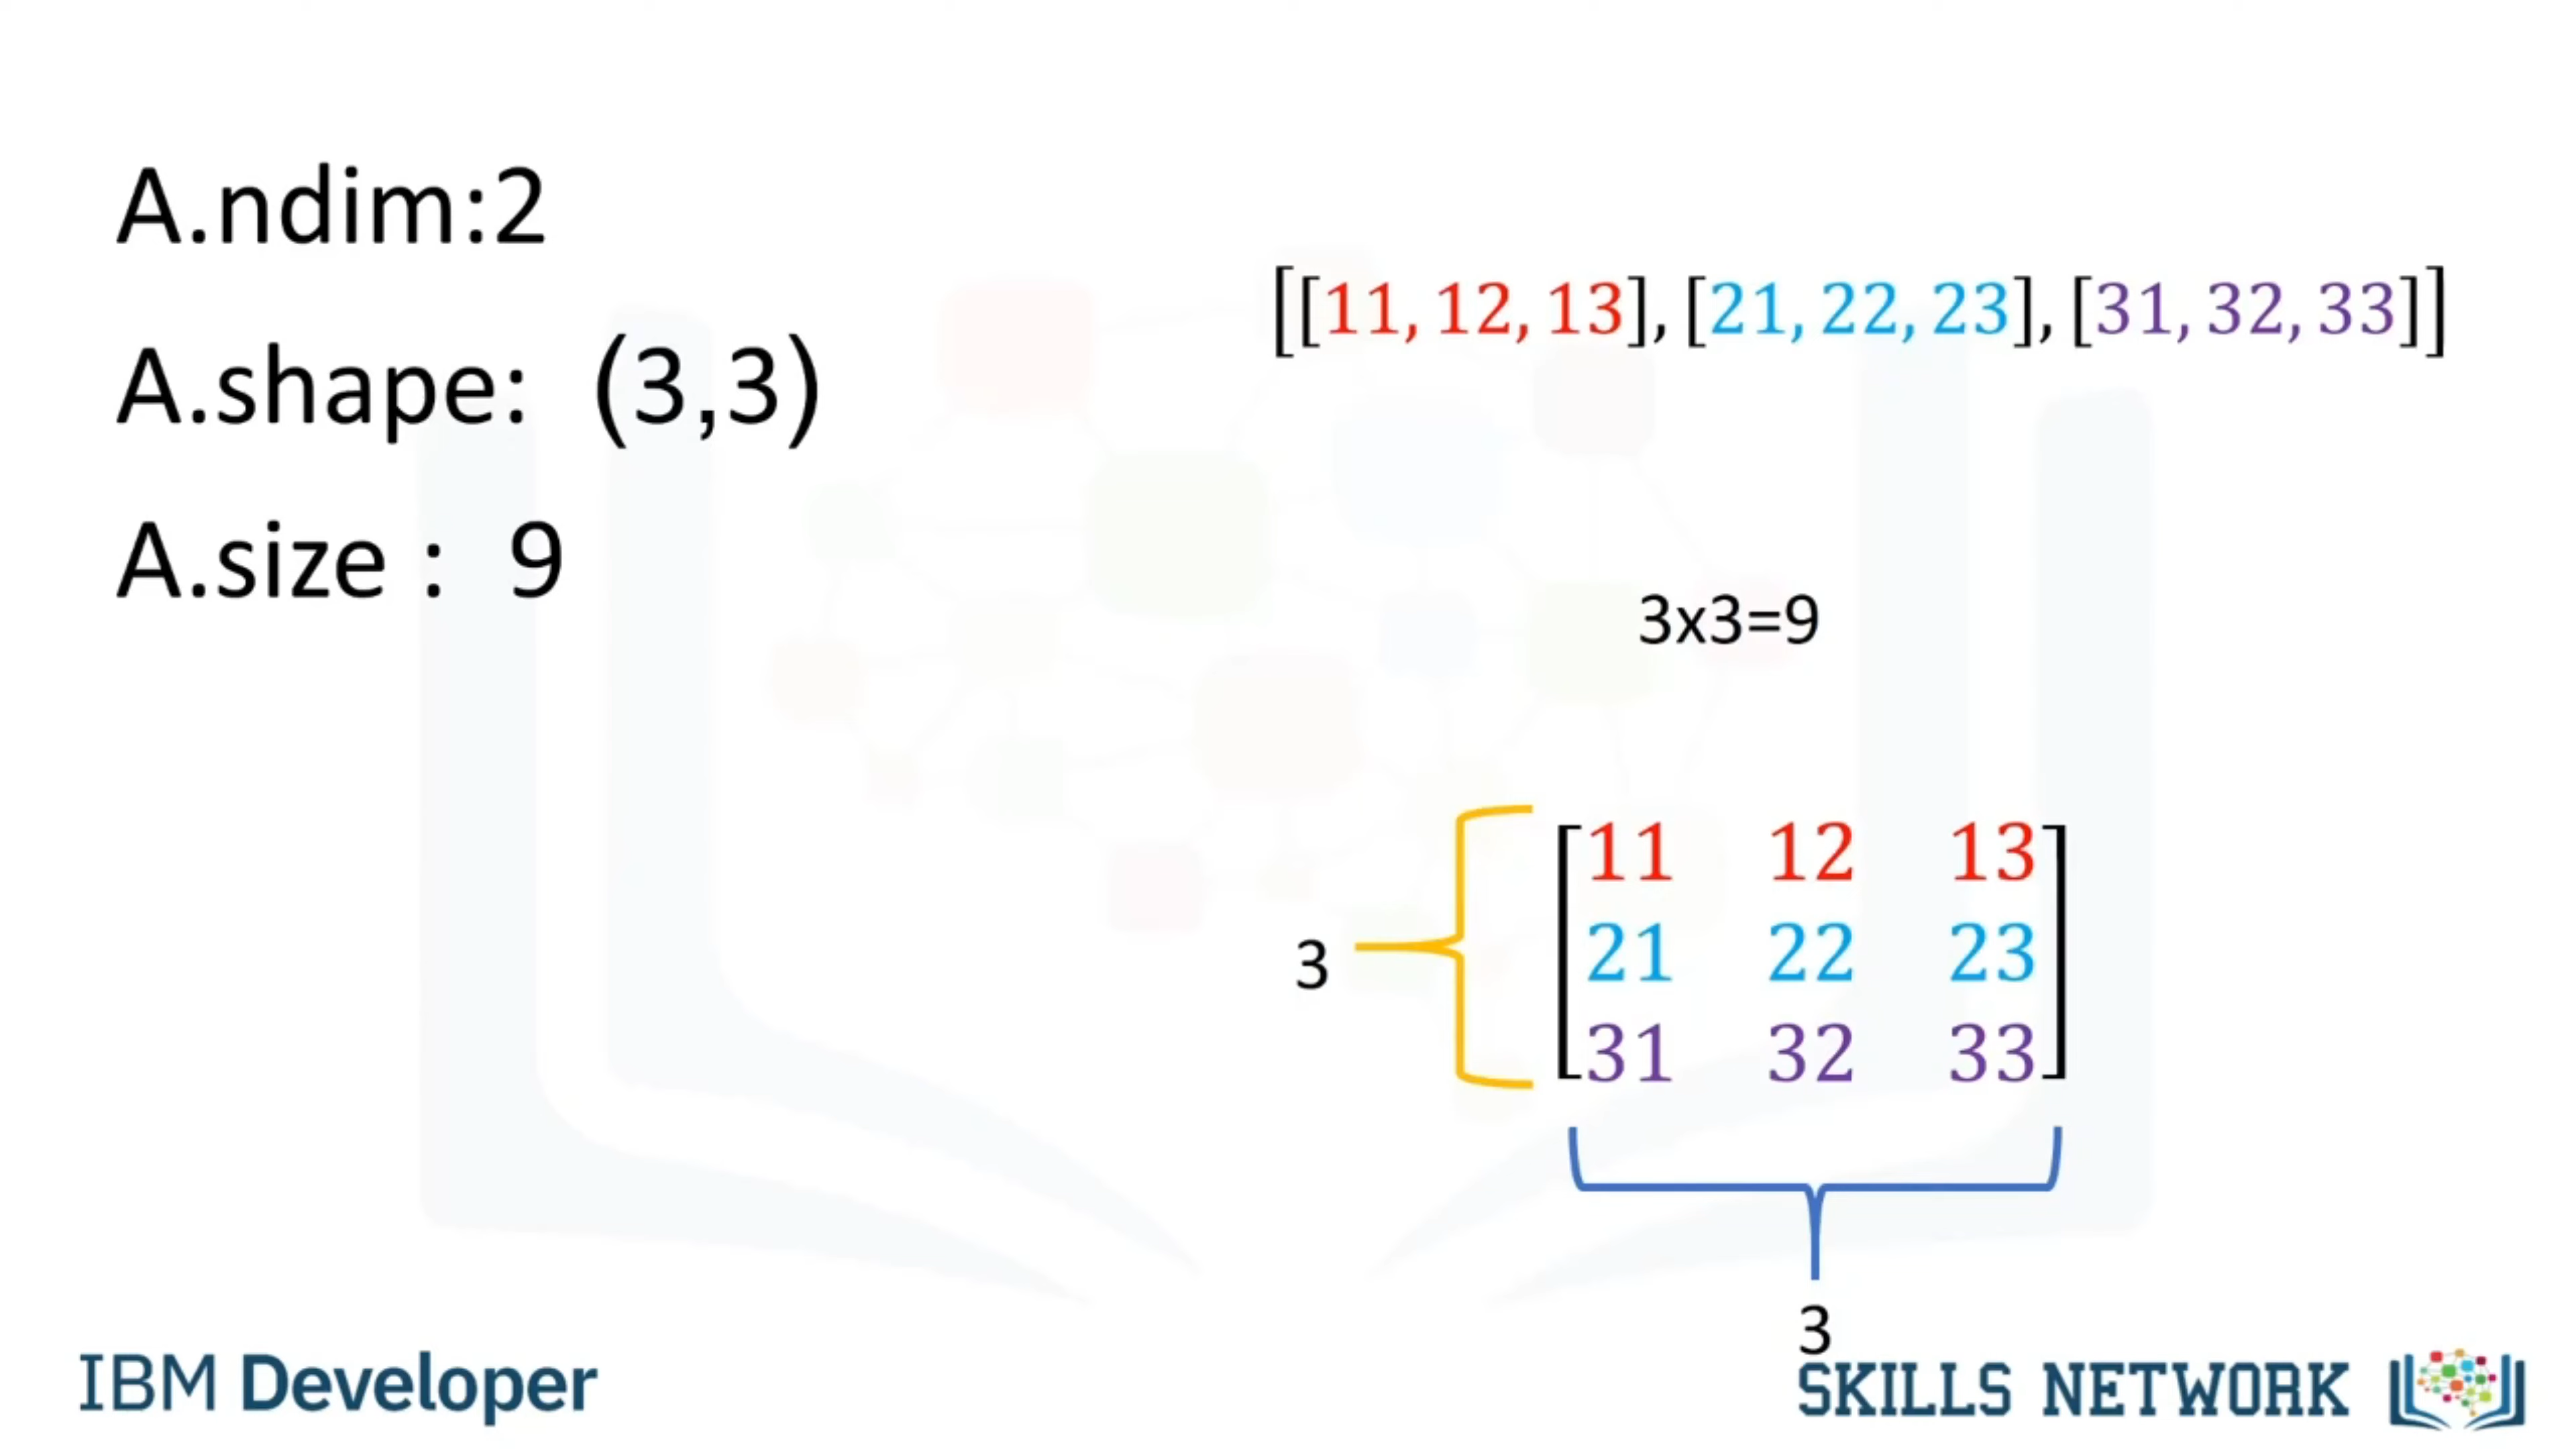 A.ndim:2
A.shape: (3,3)
A.size : 9
[[11, 12, 13], [21, 22, 23], [31, 32, 33]]
3x3=9
3
11 12 13
21 22 23
31 32 33
3
IBM Developer
SKILLS NETWORK